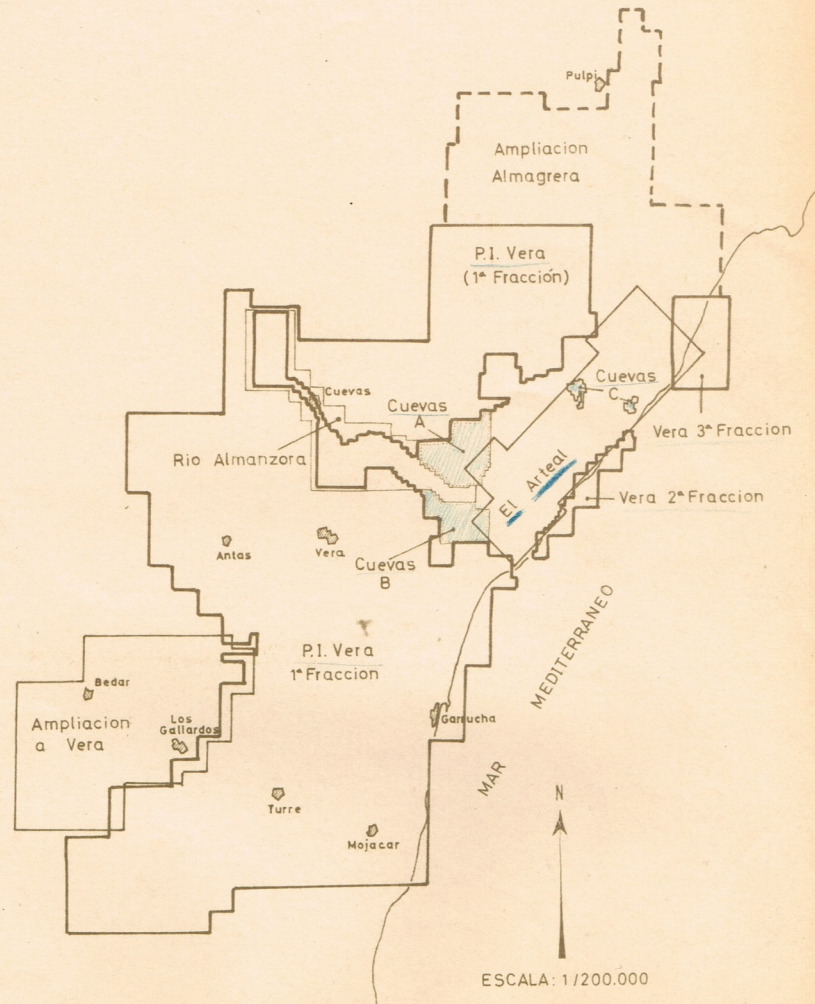 Pulpi
Ampliacion
Almagrera
P.I. Vera
(1ª Fracción)
Cuevas
Cuevas
A
Cuevas
C
Rio Almanzora
Vera 3ª Fraccion
El Arteal
Vera 2ª Fraccion
Antas
Vera
Cuevas
B
P.I. Vera
1ª Fraccion
MAR MEDITERRANEO
Bedar
Ampliacion
a Vera
Los
Gallardos
Garrucha
Turre
Mojacar
N
ESCALA: 1/200.000